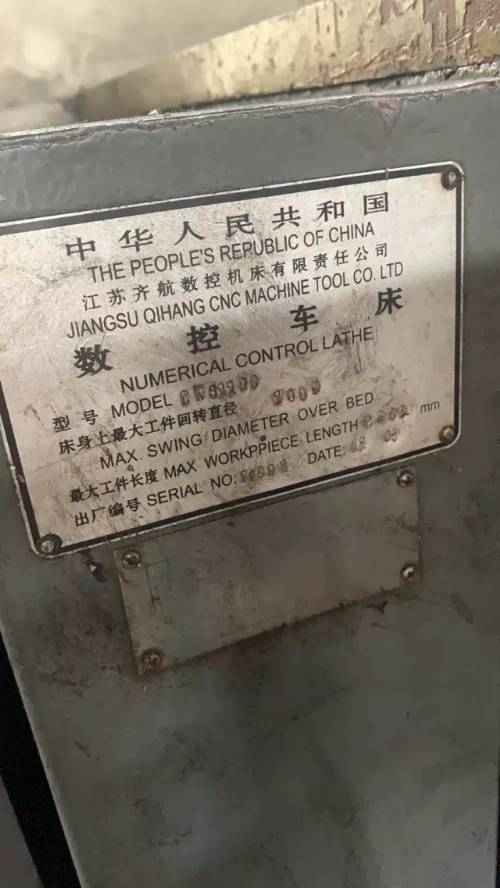 中华人民共和国
THE PEOPLE'S REPUBLIC OF CHINA
江苏齐航数控机床有限责任公司
JIANGSU QIHANG CNC MACHINE TOOL CO. LTD
数控车床
NUMERICAL CONTROL LATHE
型号 MODEL
床身上最大工件回转直径
MAX. SWING DIAMETER OVER BED
最大工件长度 MAX WORKPPIECE LENGTH mm
出厂编号 SERIAL NO: DATE: